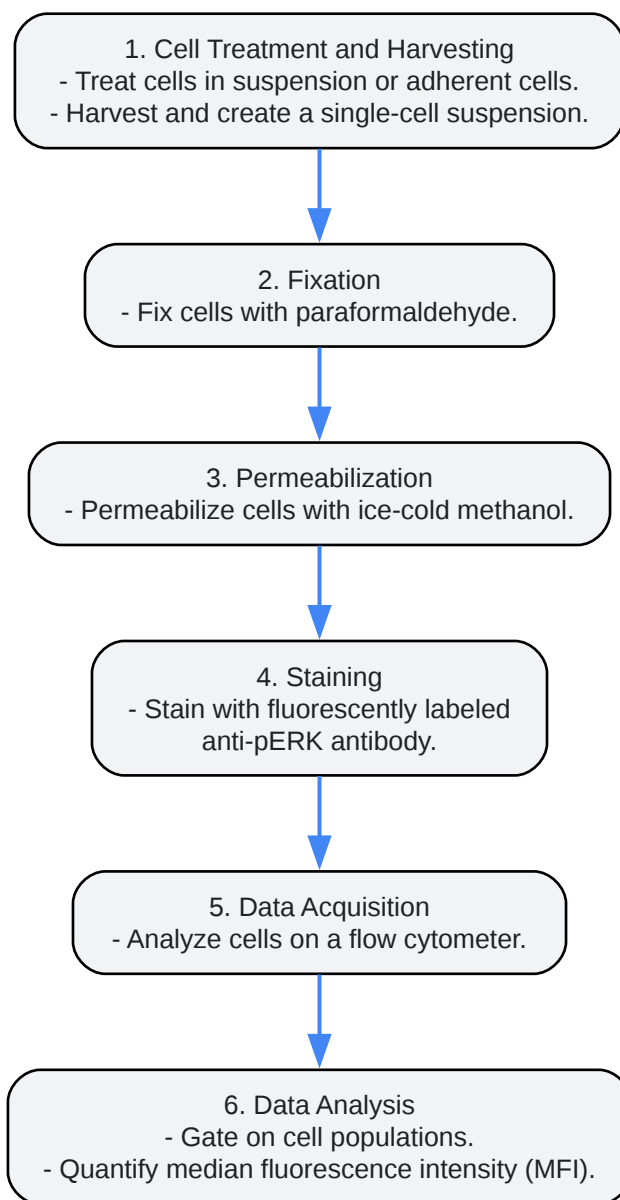 1. Cell Treatment and Harvesting
- Treat cells in suspension or adherent cells.
- Harvest and create a single-cell suspension.
2. Fixation
- Fix cells with paraformaldehyde.
3. Permeabilization
- Permeabilize cells with ice-cold methanol.
4. Staining
- Stain with fluorescently labeled
anti-pERK antibody.
5. Data Acquisition
- Analyze cells on a flow cytometer.
6. Data Analysis
- Gate on cell populations.
- Quantify median fluorescence intensity (MFI).